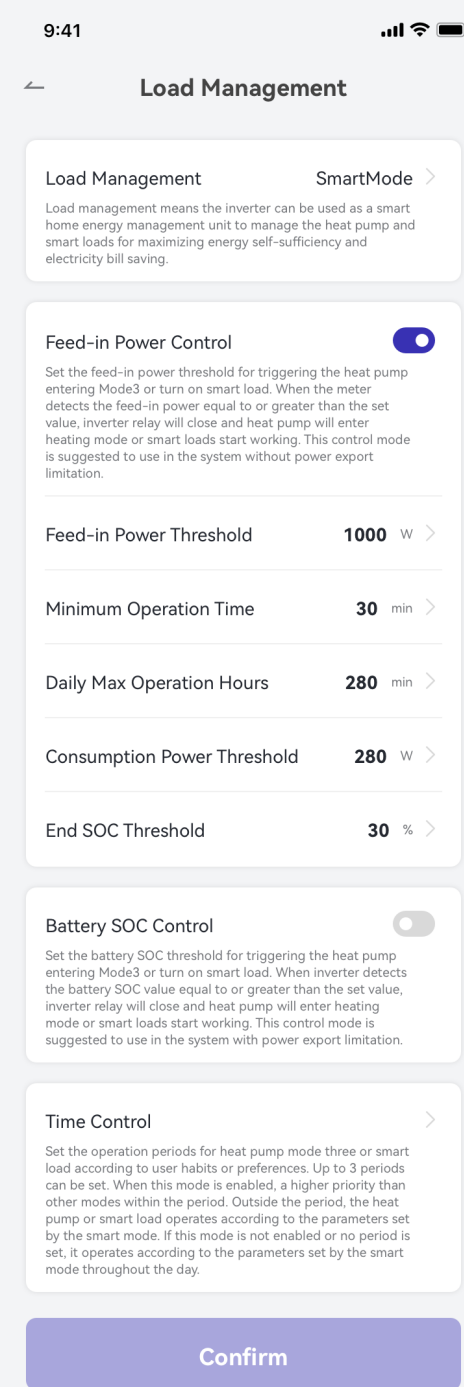 9:41
Load Management
Load Management SmartMode
Load management means the inverter can be used as a smart
home energy management unit to manage the heat pump and
smart loads for maximizing energy self-sufficiency and
electricity bill saving.
Feed-in Power Control
Set the feed-in power threshold for triggering the heat pump
entering Mode3 or turn on smart load. When the meter
detects the feed-in power equal to or greater than the set
value, inverter relay will close and heat pump will enter
heating mode or smart loads start working. This control mode
is suggested to use in the system without power export
limitation.
Feed-in Power Threshold 1000 W
Minimum Operation Time 30 min
Daily Max Operation Hours 280 min
Consumption Power Threshold 280 W
End SOC Threshold 30 %
Battery SOC Control
Set the battery SOC threshold for triggering the heat pump
entering Mode3 or turn on smart load. When inverter detects
the battery SOC value equal to or greater than the set value,
inverter relay will close and heat pump will enter heating
mode or smart loads start working. This control mode is
suggested to use in the system with power export limitation.
Time Control
Set the operation periods for heat pump mode three or smart
load according to user habits or preferences. Up to 3 periods
can be set. When this mode is enabled, a higher priority than
other modes within the period. Outside the period, the heat
pump or smart load operates according to the parameters set
by the smart mode. If this mode is not enabled or no period is
set, it operates according to the parameters set by the smart
mode throughout the day.
Confirm